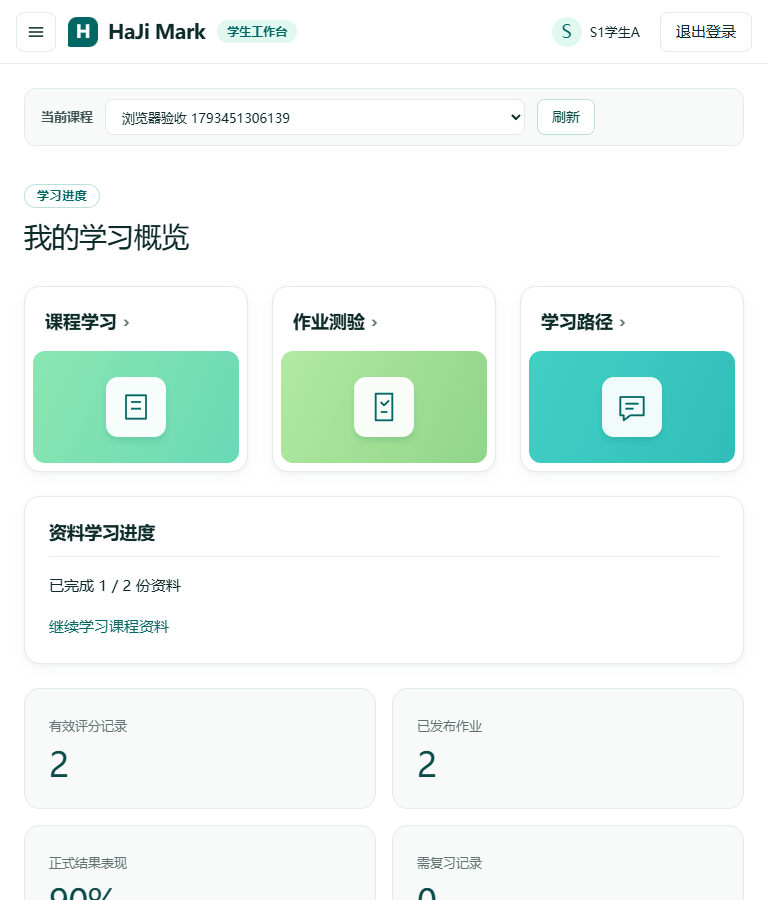 H HaJi Mark 学生工作台 S S1学生A 退出登录
当前课程 浏览器验收 1793451306139 刷新
学习进度
我的学习概览
课程学习 ›
作业测验 ›
学习路径 ›
资料学习进度
已完成 1 / 2 份资料
继续学习课程资料
有效评分记录
2
已发布作业
2
正式结果表现
90%
需复习记录
0